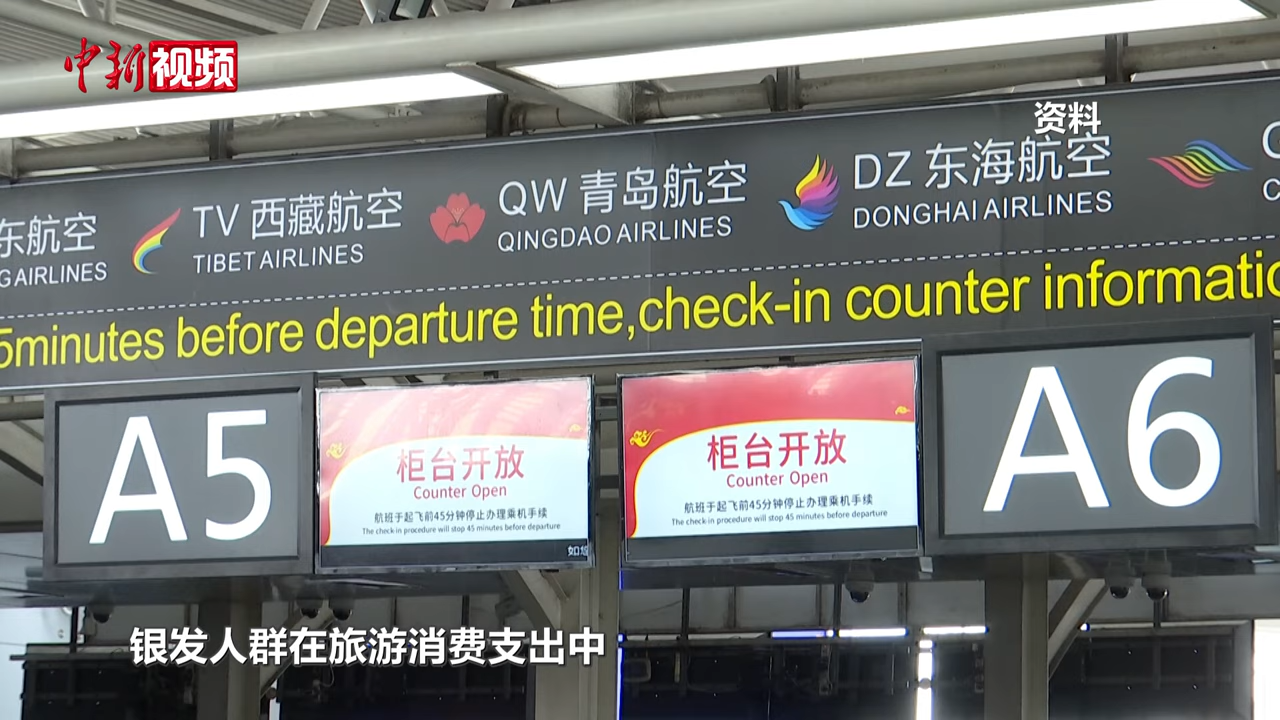 中新视频
资料
东航空
GAIRLINES
TV 西藏航空
TIBET AIRLINES
QW 青岛航空
QINGDAO AIRLINES
DZ 东海航空
DONGHAI AIRLINES
5minutes before departure time,check-in counter informatic
A5
柜台开放
Counter Open
航班于起飞前45分钟停止办理乘机手续
The check in procedure will stop 45 minutes before departure
柜台开放
Counter Open
航班于起飞前45分钟停止办理乘机手续
The check in procedure will stop 45 minutes before departure
A6
银发人群在旅游消费支出中